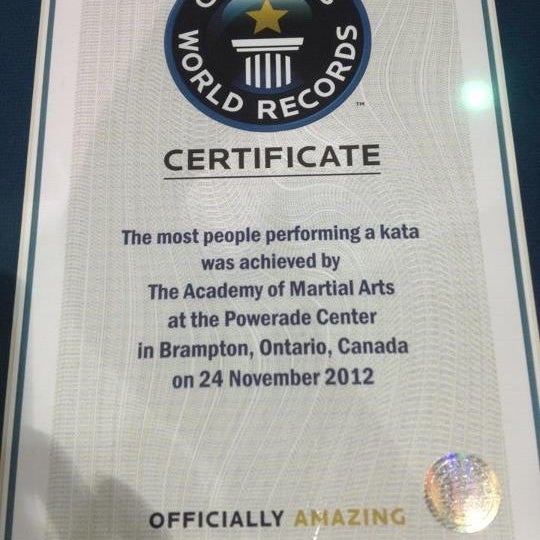 WORLD RECORDS
™
CERTIFICATE
The most people performing a kata
was achieved by
The Academy of Martial Arts
at the Powerade Center
in Brampton, Ontario, Canada
on 24 November 2012
OFFICIALLY AMAZING